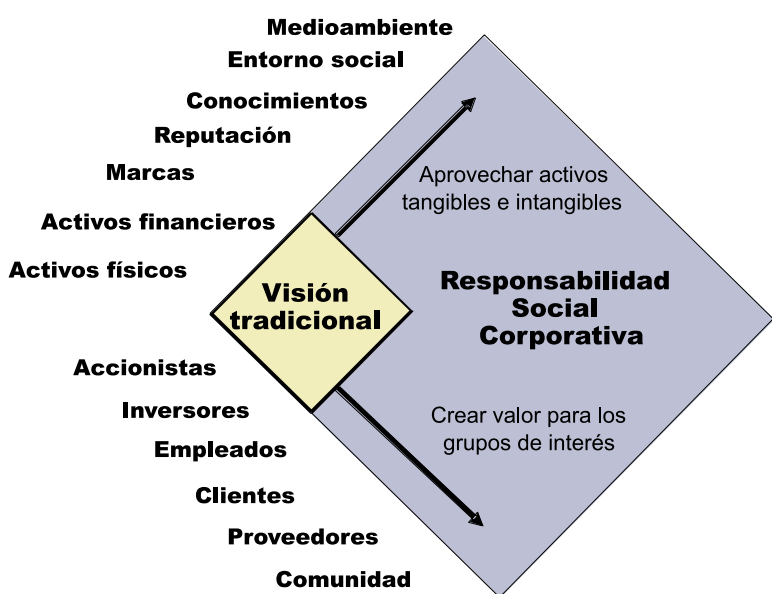 Medioambiente
Entorno social
Conocimientos
Reputación
Marcas
Activos financieros
Activos físicos
Aprovechar activos
tangibles e intangibles
Visión
tradicional
Responsabilidad
Social
Corporativa
Accionistas
Inversores
Empleados
Clientes
Proveedores
Comunidad
Crear valor para los
grupos de interés